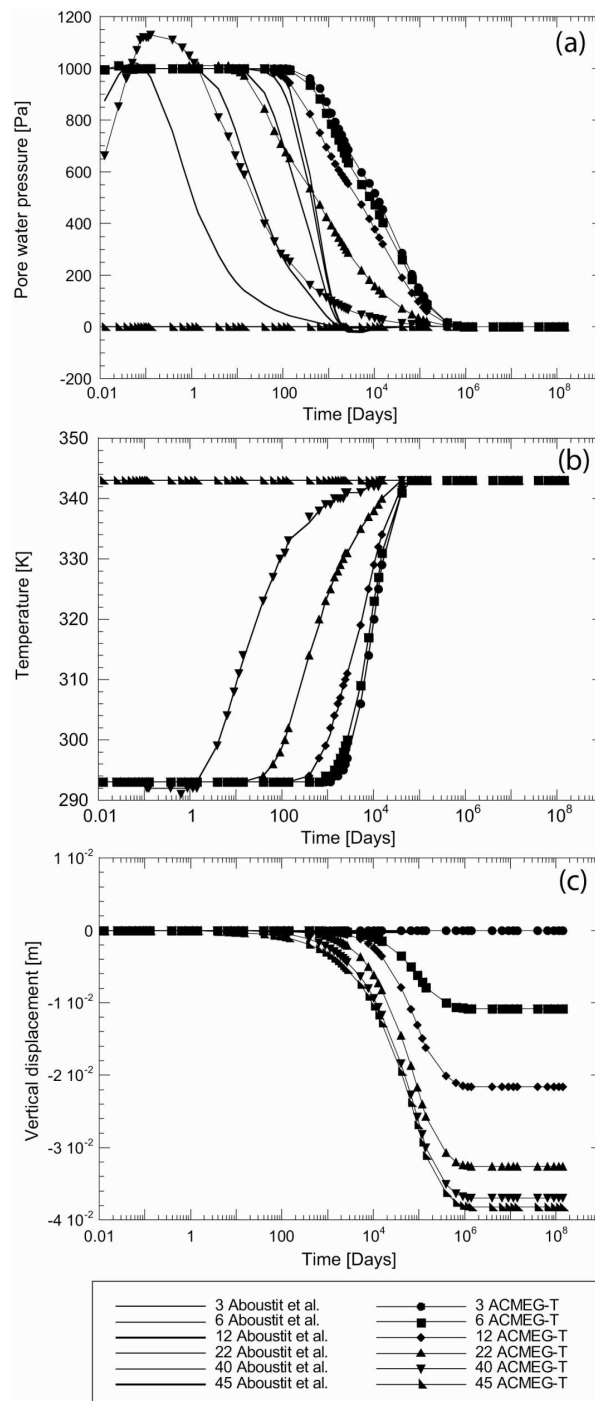 (a)
1200
1000
800
600
400
200
0
-200
Pore water pressure [Pa]
0.01 1 100 10^4 10^6 10^8
Time [Days]
(b)
350
340
330
320
310
300
290
Temperature [K]
0.01 1 100 10^4 10^6 10^8
Time [Days]
(c)
1 10^-2
0
-1 10^-2
-2 10^-2
-3 10^-2
-4 10^-2
Vertical displacement [m]
0.01 1 100 10^4 10^6 10^8
Time [Days]
3 Aboustit et al. 3 ACMEG-T
6 Aboustit et al. 6 ACMEG-T
12 Aboustit et al. 12 ACMEG-T
22 Aboustit et al. 22 ACMEG-T
40 Aboustit et al. 40 ACMEG-T
45 Aboustit et al. 45 ACMEG-T